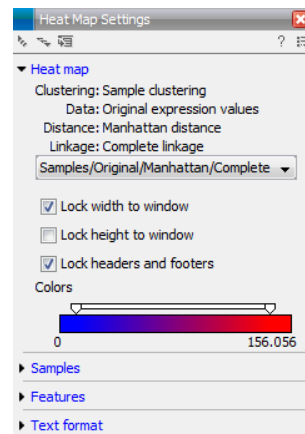 Heat Map Settings
?
Heat map
Clustering: Sample clustering
Data: Original expression values
Distance: Manhattan distance
Linkage: Complete linkage
Samples/Original/Manhattan/Complete
Lock width to window
Lock height to window
Lock headers and footers
Colors
0 156.056
Samples
Features
Text format